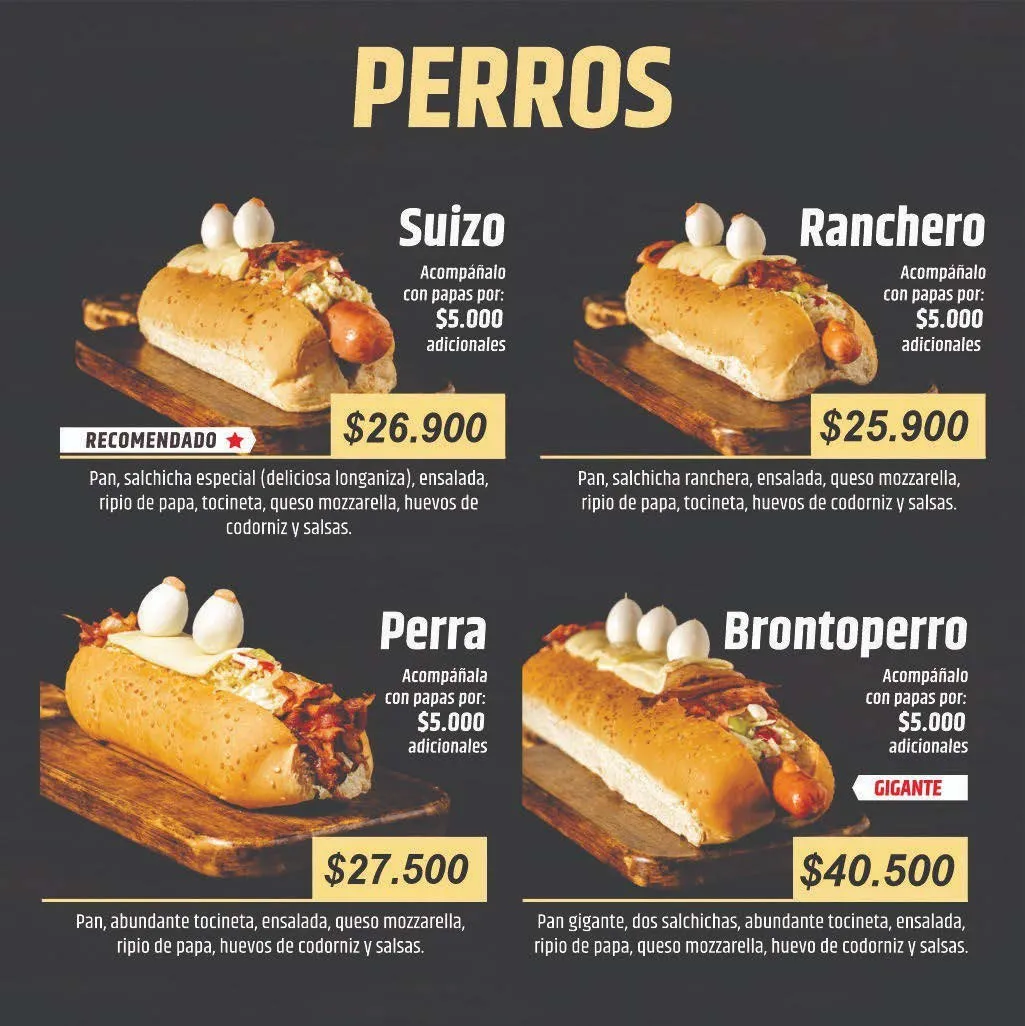 PERROS
Suizo
Acompáñalo
con papas por:
$5.000
adicionales
RECOMENDADO
$26.900
Pan, salchicha especial (deliciosa longaniza), ensalada,
ripio de papa, tocineta, queso mozzarella, huevos de
codorniz y salsas.
Ranchero
Acompáñalo
con papas por:
$5.000
adicionales
$25.900
Pan, salchicha ranchera, ensalada, queso mozzarella,
ripio de papa, tocineta, huevos de codorniz y salsas.
Perra
Acompáñala
con papas por:
$5.000
adicionales
$27.500
Pan, abundante tocineta, ensalada, queso mozzarella,
ripio de papa, huevos de codorniz y salsas.
Brontoperro
Acompáñalo
con papas por:
$5.000
adicionales
GIGANTE
$40.500
Pan gigante, dos salchichas, abundante tocineta, ensalada,
ripio de papa, queso mozzarella, huevo de codorniz y salsas.